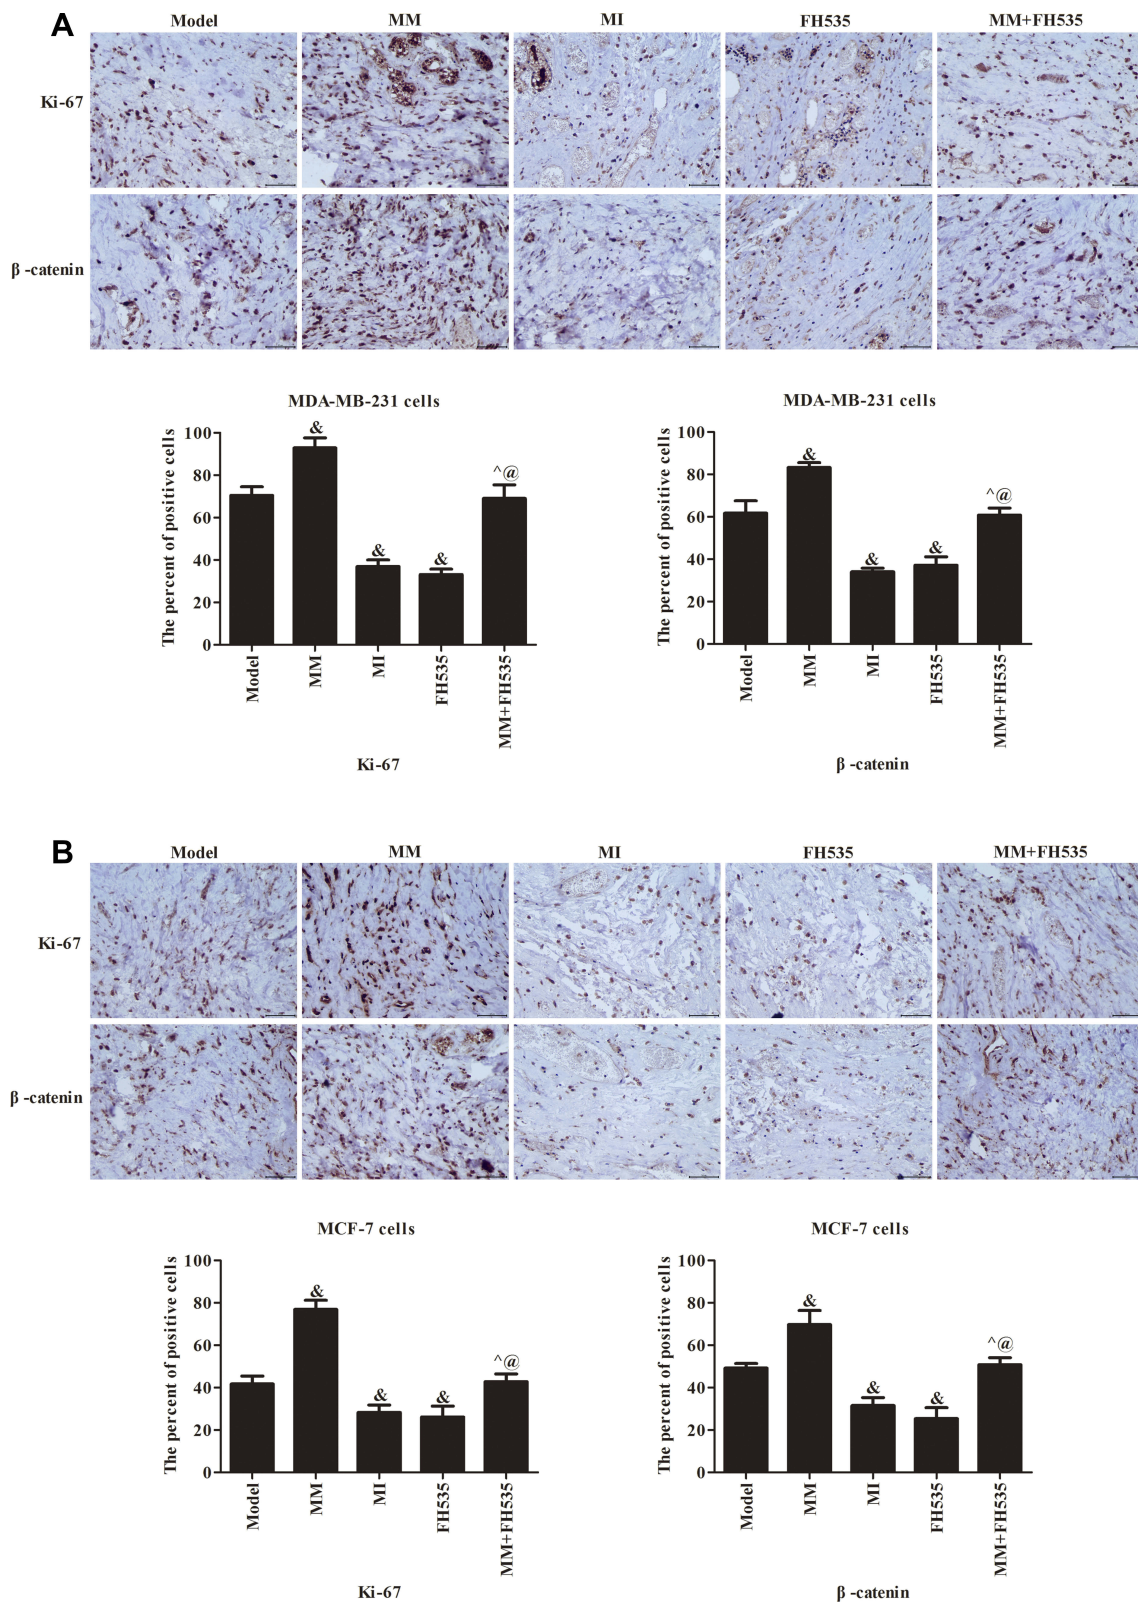 A
Model MM MI FH535 MM+FH535
Ki-67
β -catenin
MDA-MB-231 cells
The percent of positive cells
100
80
60
40
20
0
&
&
&
^@
Model
MM
MI
FH535
MM+FH535
Ki-67
MDA-MB-231 cells
The percent of positive cells
100
80
60
40
20
0
&
&
&
^@
Model
MM
MI
FH535
MM+FH535
β -catenin
B
Model MM MI FH535 MM+FH535
Ki-67
β -catenin
MCF-7 cells
The percent of positive cells
100
80
60
40
20
0
&
&
&
^@
Model
MM
MI
FH535
MM+FH535
Ki-67
MCF-7 cells
The percent of positive cells
100
80
60
40
20
0
&
&
&
^@
Model
MM
MI
FH535
MM+FH535
β -catenin